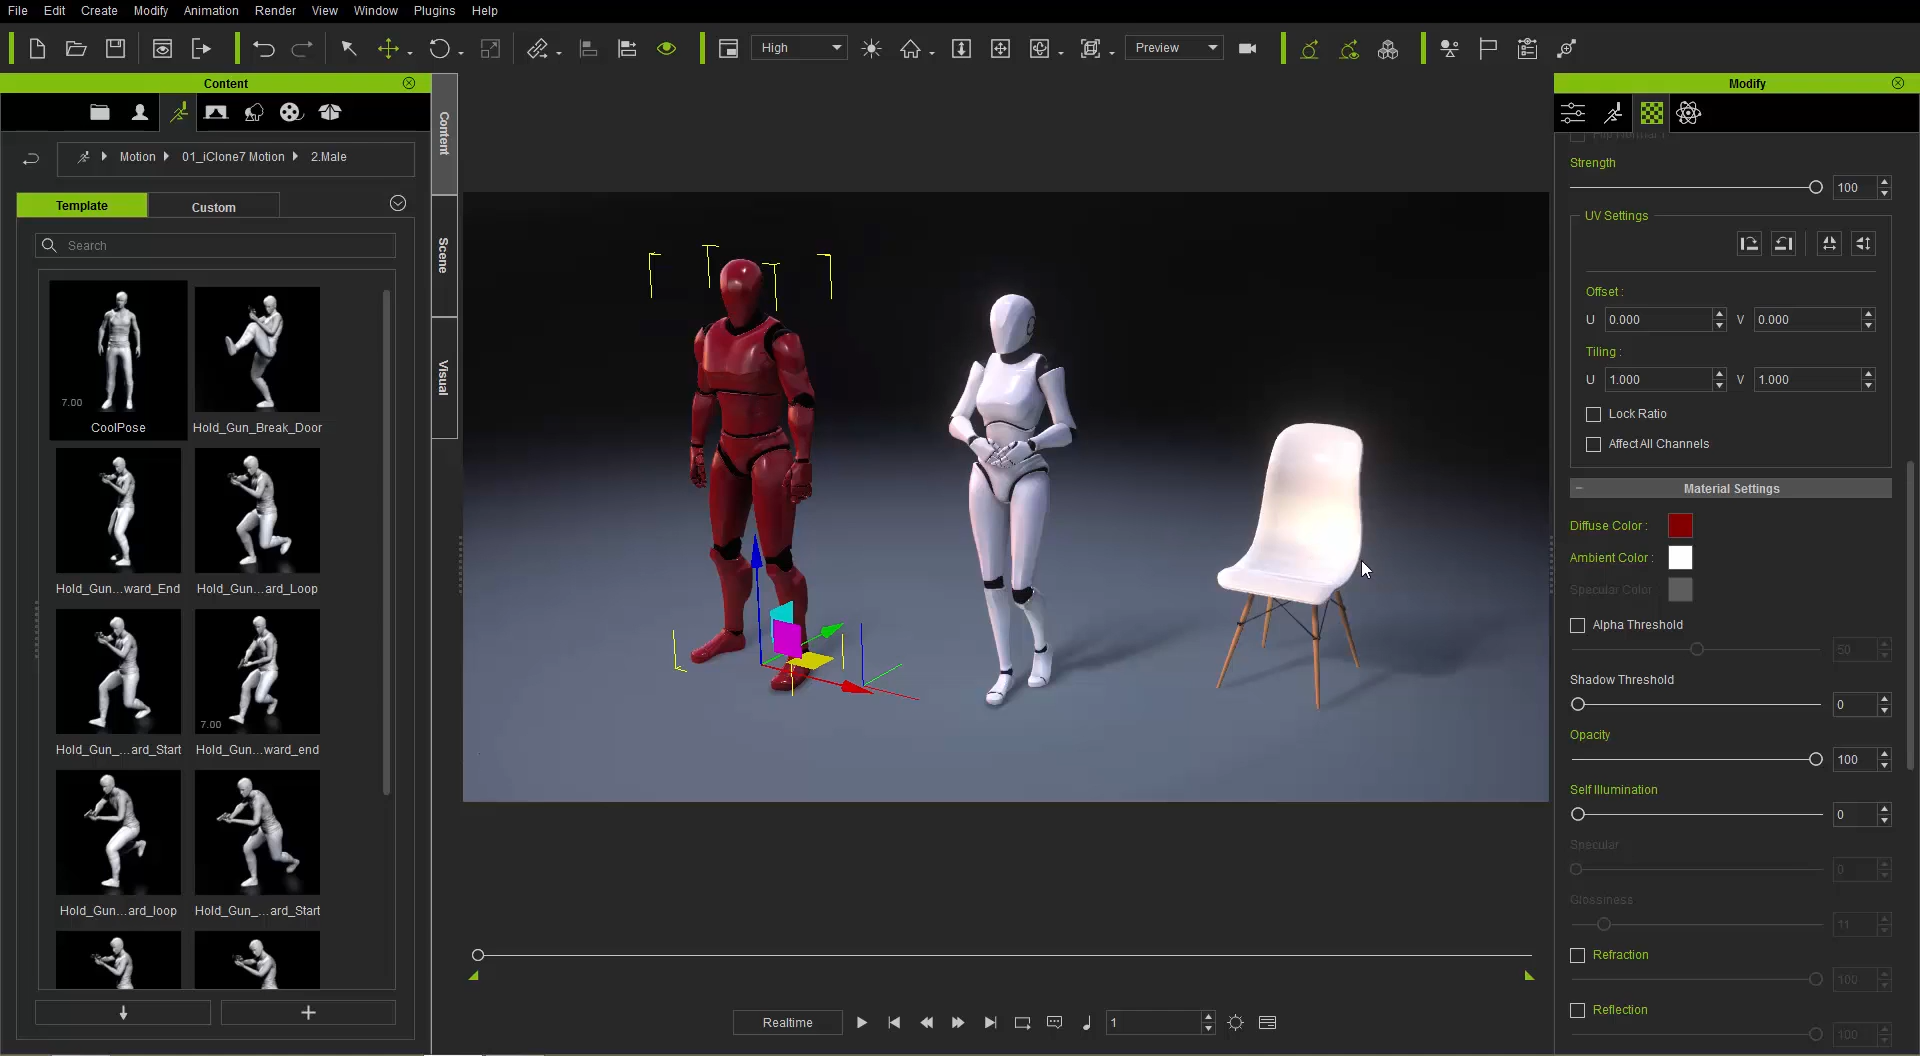 File Edit Create Modify Animation Render View Window Plugins Help
High
Preview
Content
Modify
Motion 01_iClone7 Motion 2.Male
Template
Custom
Search
7.00
CoolPose
Hold_Gun_Break_Door
Hold_Gun...ward_End
Hold_Gun...ard_Loop
Hold_Gun_...ard_Start
7.00
Hold_Gun...ward_end
Hold_Gun...ard_loop
Hold_Gun_...ard_Start
Content
Scene
Visual
Realtime
1
Strength
100
UV Settings
Offset :
U 0.000 V 0.000
Tiling :
U 1.000 V 1.000
Lock Ratio
Affect All Channels
Material Settings
Diffuse Color :
Ambient Color :
Specular Color
Alpha Threshold
50
Shadow Threshold
0
Opacity
100
Self Illumination
0
Specular
0
Glossiness
11
Refraction
100
Reflection
100